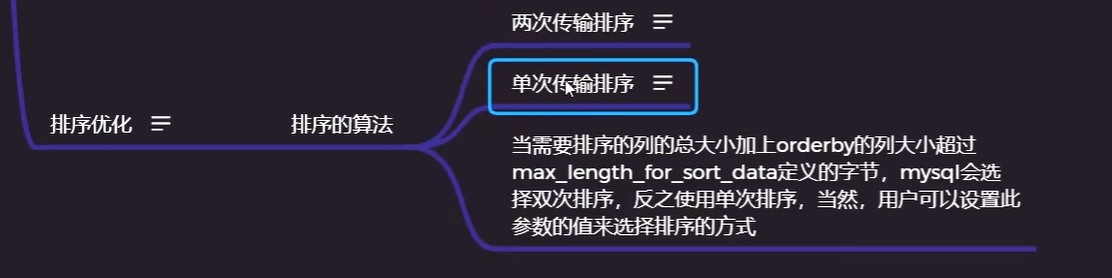 两次传输排序
单次传输排序
排序优化
排序的算法
当需要排序的列的总大小加上orderby的列大小超过
max_length_for_sort_data定义的字节，mysql会选
择双次排序，反之使用单次排序，当然，用户可以设置此
参数的值来选择排序的方式